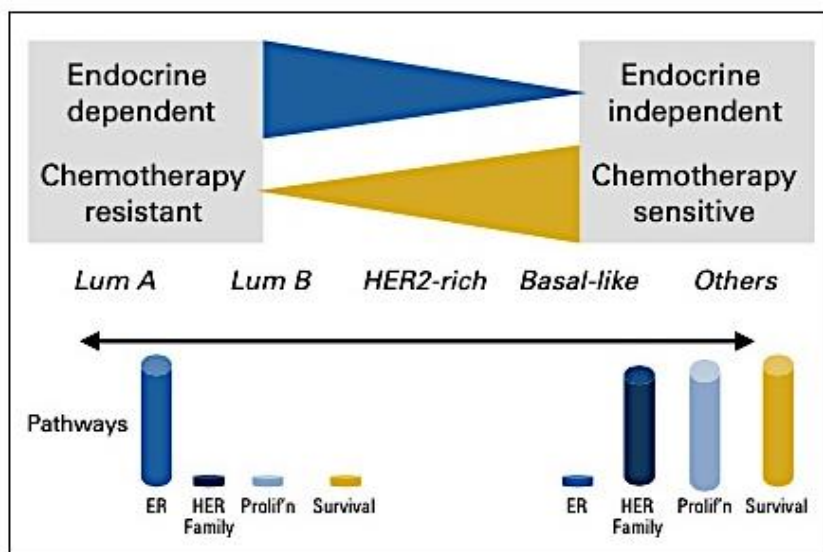 Endocrine
dependent
Endocrine
independent
Chemotherapy
resistant
Chemotherapy
sensitive
Lum A Lum B HER2-rich Basal-like Others
Pathways
ER HER Family Prolif'n Survival
ER HER Family Prolif'n Survival